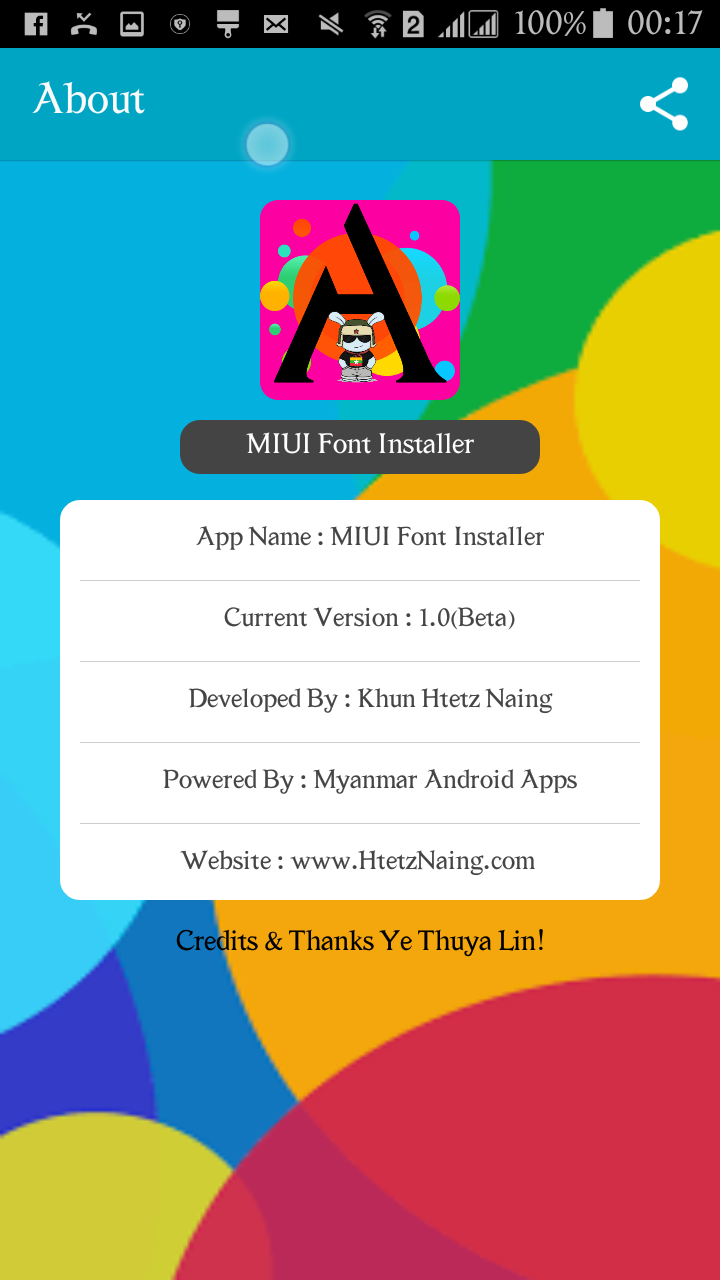 2 100% 00:17
About
A
MIUI Font Installer
App Name : MIUI Font Installer
Current Version : 1.0(Beta)
Developed By : Khun Htetz Naing
Powered By : Myanmar Android Apps
Website : www.HtetzNaing.com
Credits & Thanks Ye Thuya Lin!